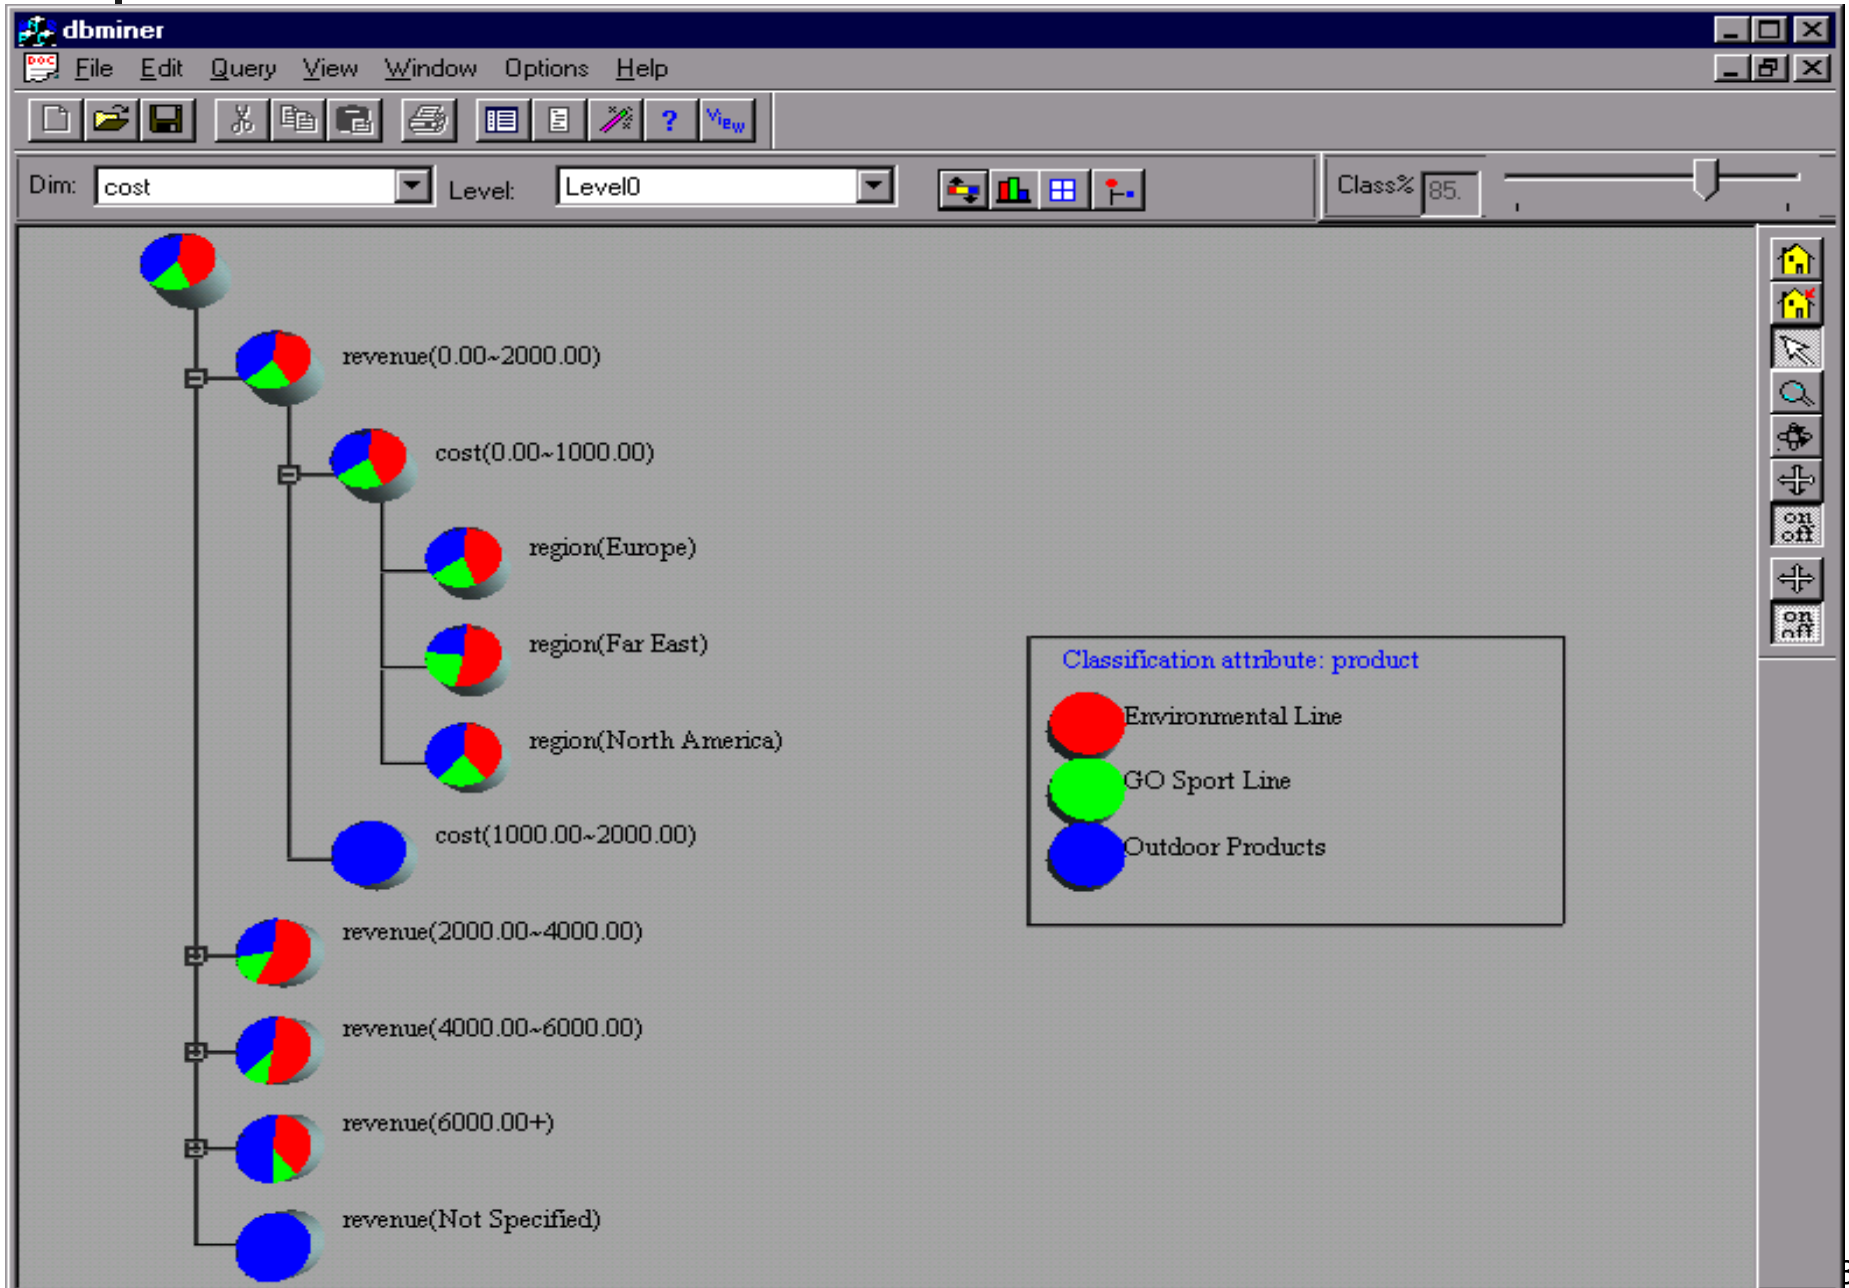 dbminer
DOC File Edit Query View Window Options Help
? View
Dim: cost Level: Level0 Class% 85.
revenue(0.00~2000.00)
cost(0.00~1000.00)
region(Europe)
on off
region(Far East)
on off
region(North America)
Classification attribute: product
Environmental Line
GO Sport Line
Outdoor Products
cost(1000.00~2000.00)
revenue(2000.00~4000.00)
revenue(4000.00~6000.00)
revenue(6000.00+)
revenue(Not Specified)